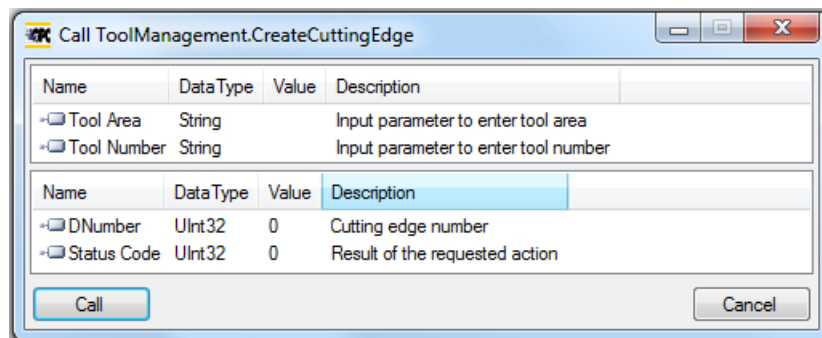 Call ToolManagement.CreateCuttingEdge
Name DataType Value Description
Tool Area String Input parameter to enter tool area
Tool Number String Input parameter to enter tool number
Name DataType Value Description
DNumber UInt32 0 Cutting edge number
Status Code UInt32 0 Result of the requested action
Call Cancel